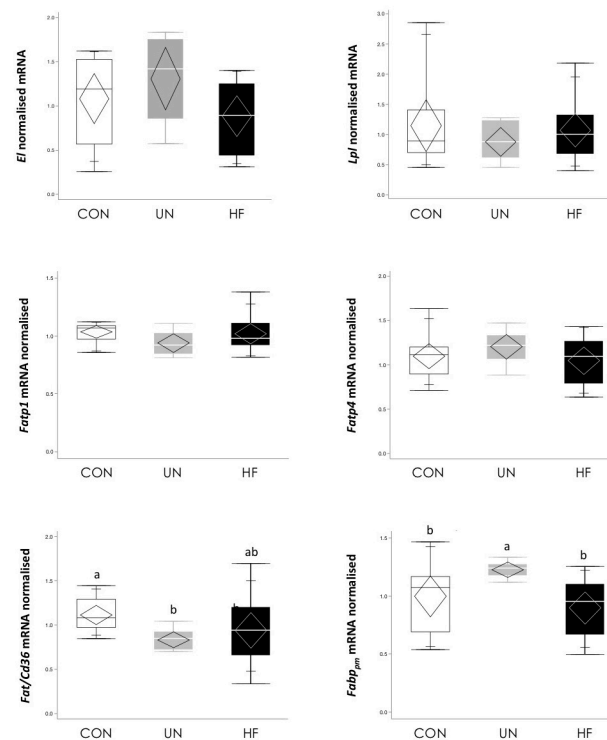 El normalised mRNA
2.0
1.5
1.0
0.5
0.0
CON UN HF
Lpl normalised mRNA
3.0
2.5
2.0
1.5
1.0
0.5
0.0
CON UN HF
Fatp1 mRNA normalised
1.5
1.0
0.5
0.0
CON UN HF
Fatp4 mRNA normalised
2.0
1.5
1.0
0.5
0.0
CON UN HF
Fat/Cd36 mRNA normalised
2.0
1.5
1.0
0.5
0.0
a b ab
CON UN HF
Fabppm mRNA normalised
1.5
1.0
0.5
0.0
b a b
CON UN HF